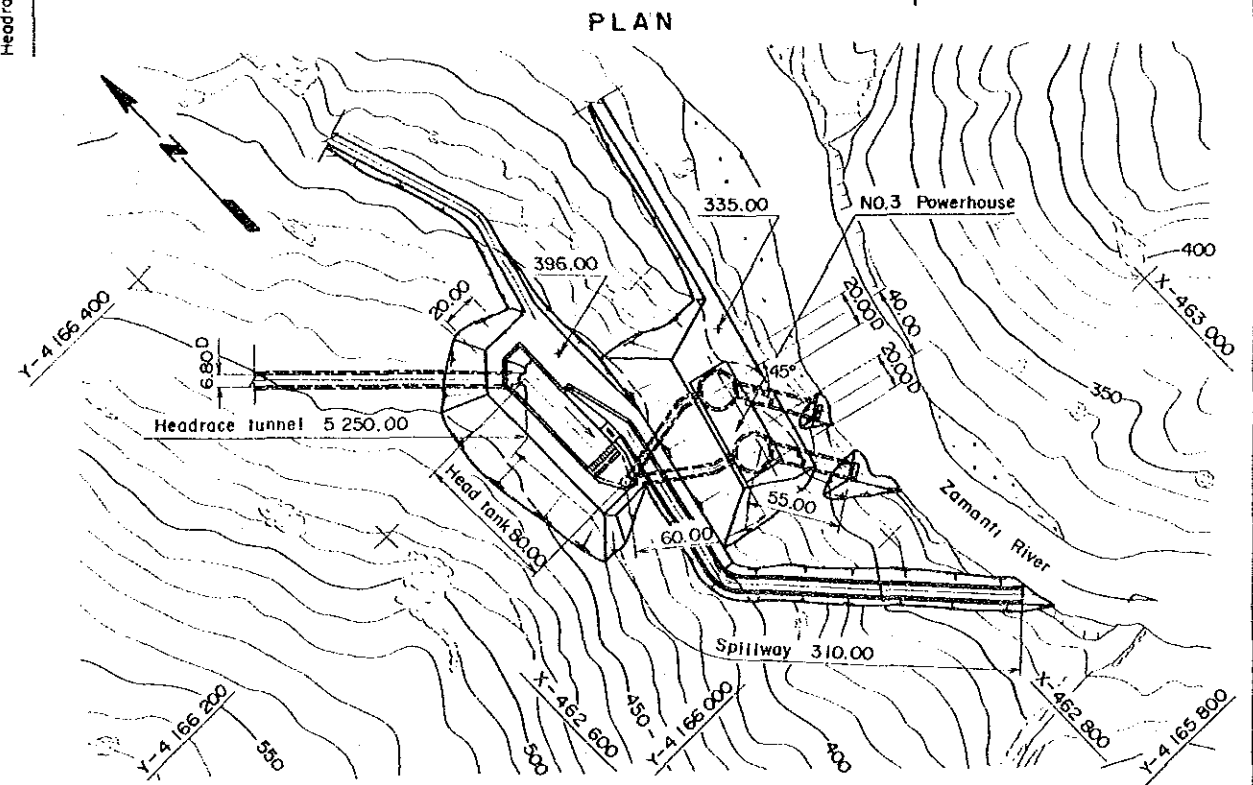 Headra
PLAN
N
335.00
NO.3 Powerhouse
400
X-463 000
396.00
20.00
20.00D
40.00
20.00D
Y-4 166 400
6.80D
45°
350
Headrace tunnel 5 250.00
Head tank 80.00
55.00
60.00
Zamantı River
Spillway 310.00
X-462 600
450
Y-4 166 000
X-462 800
Y-4 165 800
Y-4 166 200
550
500
400